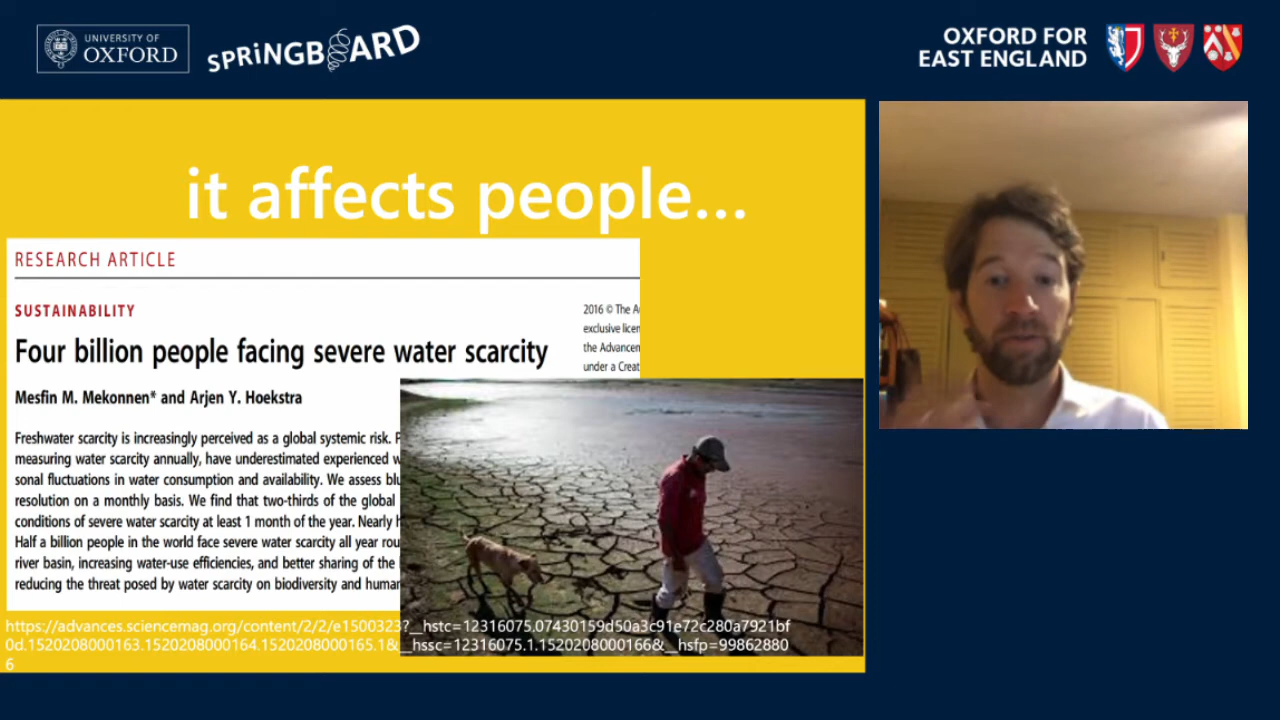 UNIVERSITY OF
OXFORD
SPRiNGBOARD
OXFORD FOR
EAST ENGLAND
it affects people...
RESEARCH ARTICLE
SUSTAINABILITY
2016 © The A
exclusive licen
the Advancem
under a Creat
Four billion people facing severe water scarcity
Mesfin M. Mekonnen* and Arjen Y. Hoekstra
Freshwater scarcity is increasingly perceived as a global systemic risk. P
measuring water scarcity annually, have underestimated experienced w
sonal fluctuations in water consumption and availability. We assess blu
resolution on a monthly basis. We find that two-thirds of the global
conditions of severe water scarcity at least 1 month of the year. Nearly h
Half a billion people in the world face severe water scarcity all year rou
river basin, increasing water-use efficiencies, and better sharing of the
reducing the threat posed by water scarcity on biodiversity and human
https://advances.sciencemag.org/content/2/2/e1500323?__hstc=12316075.07430159d50a3c91e72c280a7921bf
0d.1520208000163.1520208000164.1520208000165.1&__hssc=12316075.1.1520208000166&__hsfp=99862880
6